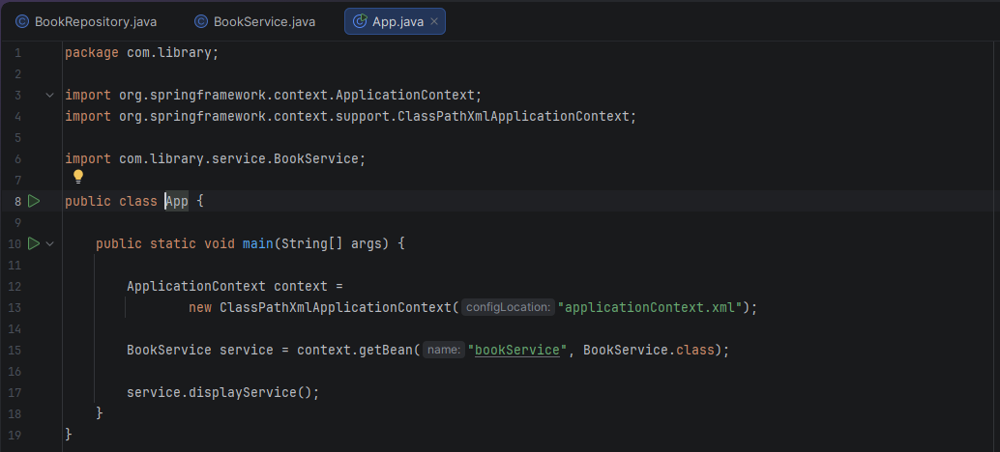 BookRepository.java BookService.java App.java
1 package com.library;
2
3 import org.springframework.context.ApplicationContext;
4 import org.springframework.context.support.ClassPathXmlApplicationContext;
5
6 import com.library.service.BookService;
7
8 public class App {
9
10 public static void main(String[] args) {
11
12 ApplicationContext context =
13 new ClassPathXmlApplicationContext( configLocation: "applicationContext.xml");
14
15 BookService service = context.getBean( name: "bookService", BookService.class);
16
17 service.displayService();
18 }
19 }